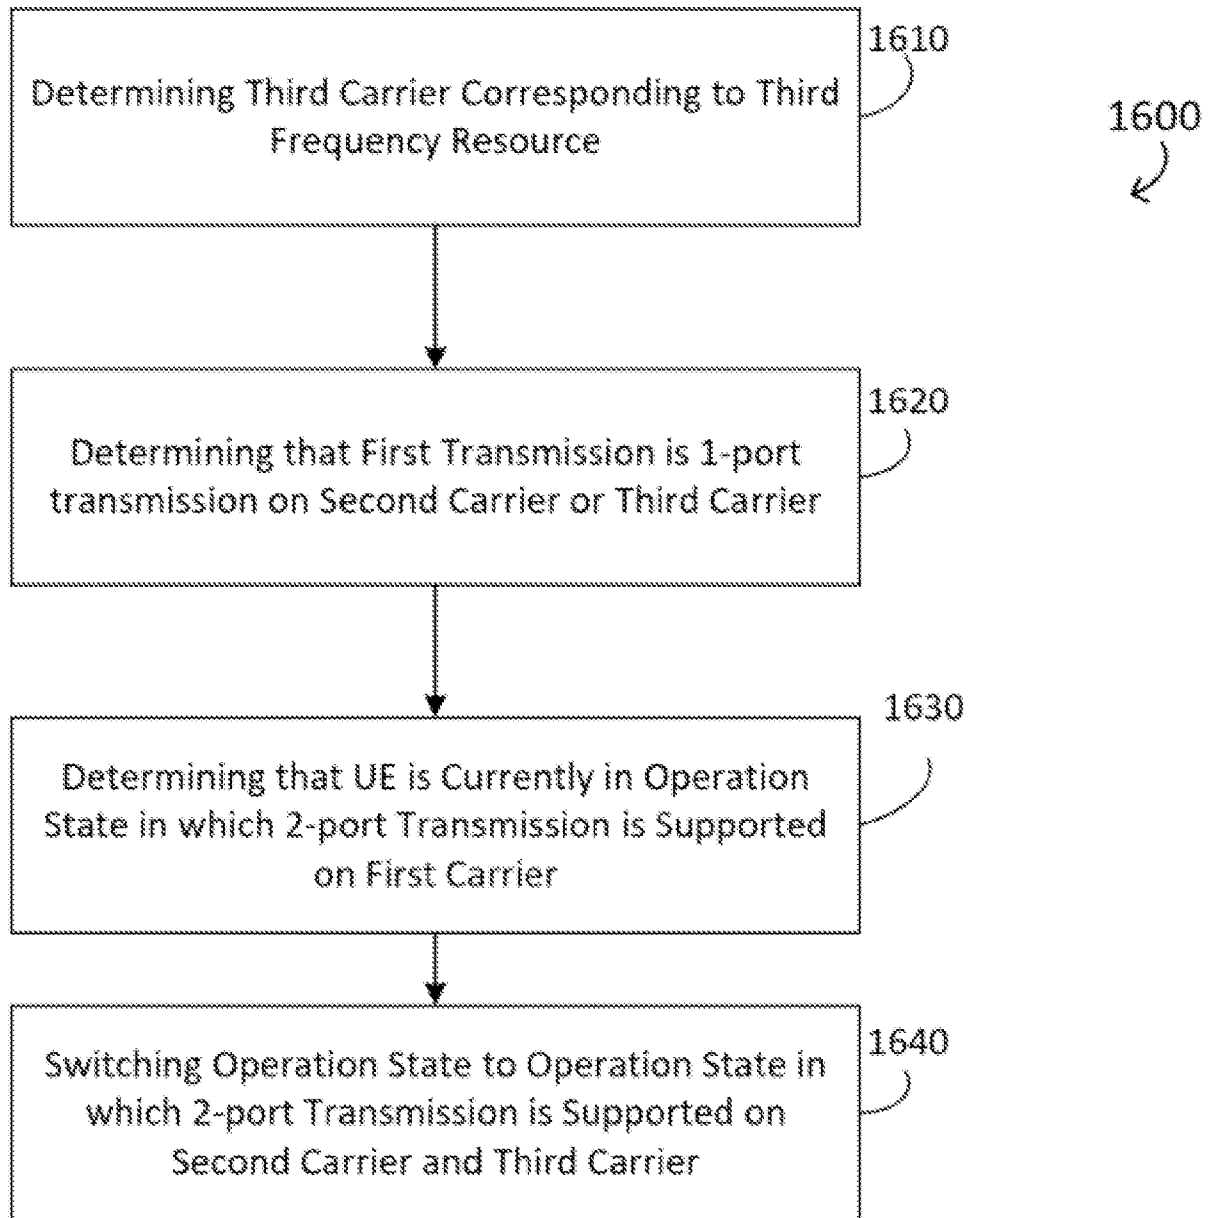 1610
Determining Third Carrier Corresponding to Third
Frequency Resource
1600
1620
Determining that First Transmission is 1-port
transmission on Second Carrier or Third Carrier
1630
Determining that UE is Currently in Operation
State in which 2-port Transmission is Supported
on First Carrier
1640
Switching Operation State to Operation State in
which 2-port Transmission is Supported on
Second Carrier and Third Carrier